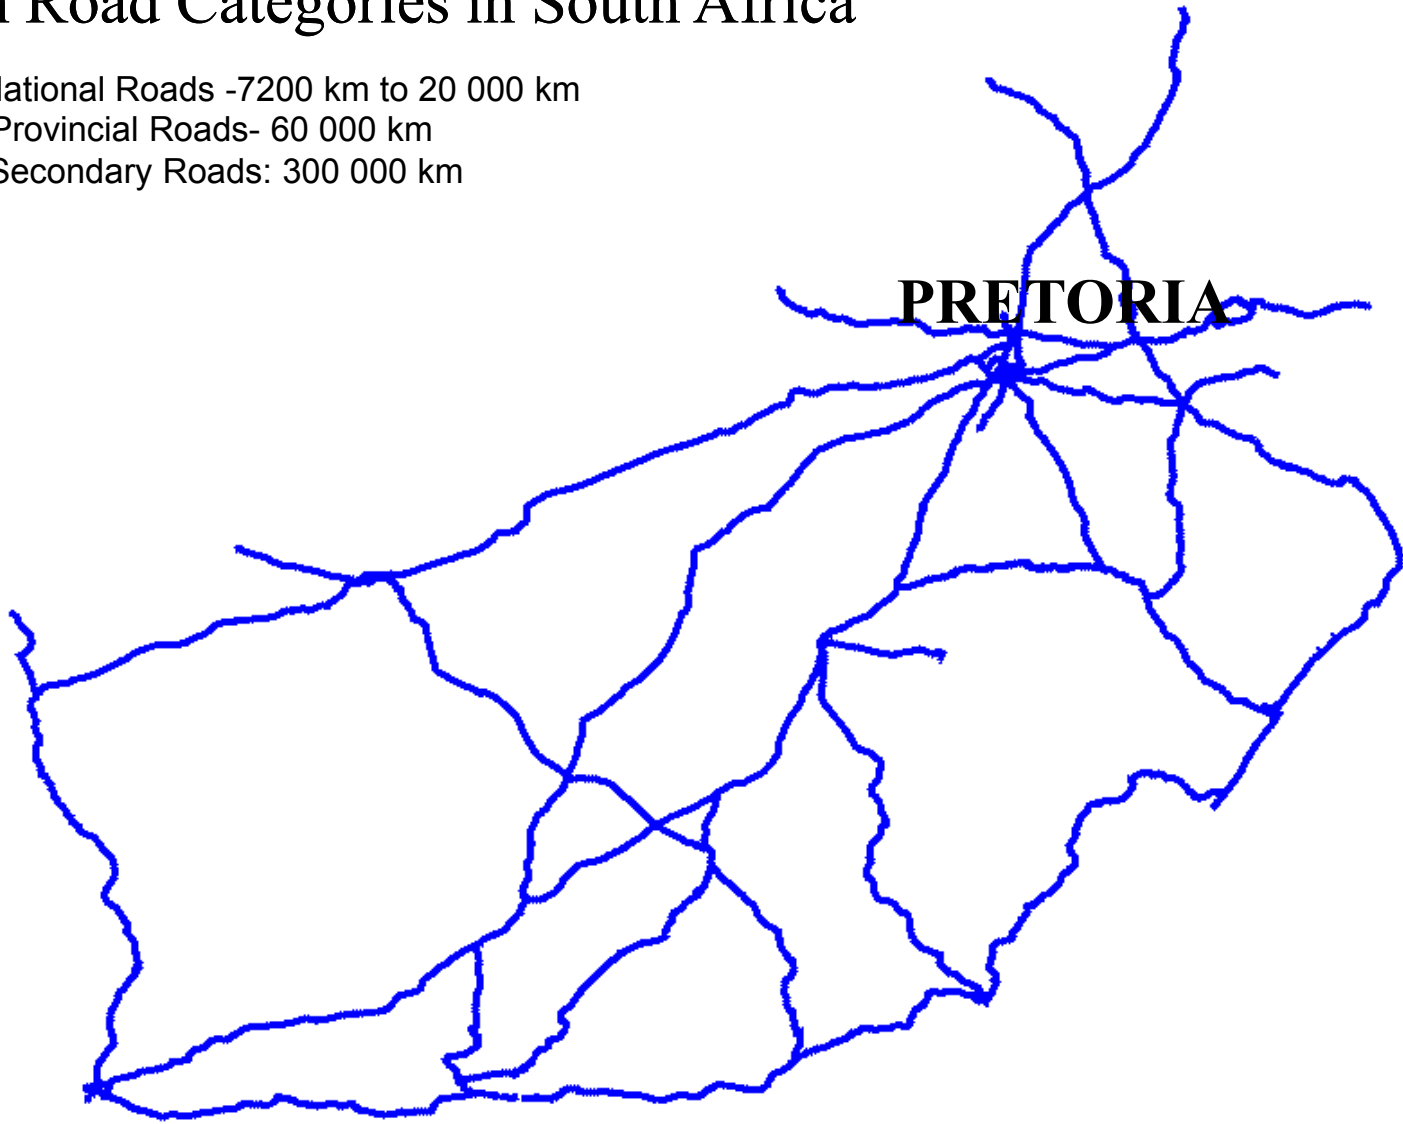 Road Categories in South Africa
ational Roads -7200 km to 20 000 km
Provincial Roads- 60 000 km
Secondary Roads: 300 000 km
PRETORIA